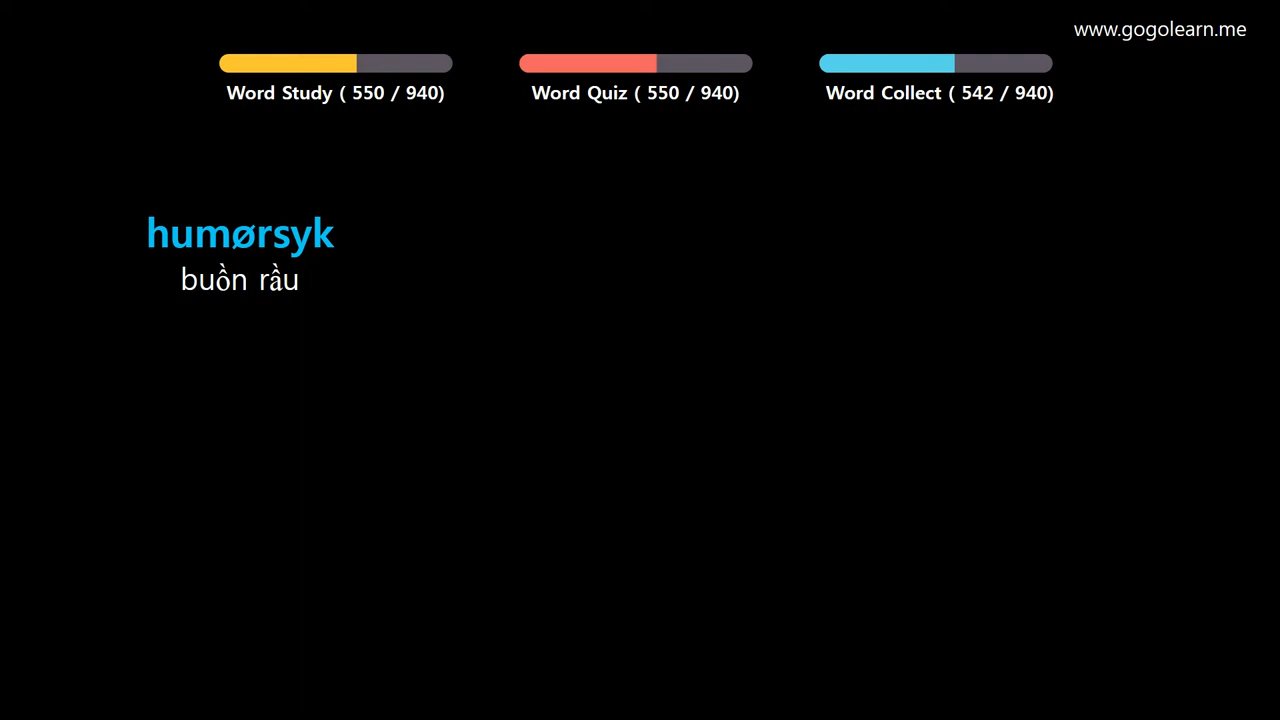 www.gogolearn.me
Word Study ( 550 / 940)
Word Quiz ( 550 / 940)
Word Collect ( 542 / 940)
humørsyk
buồn rầu